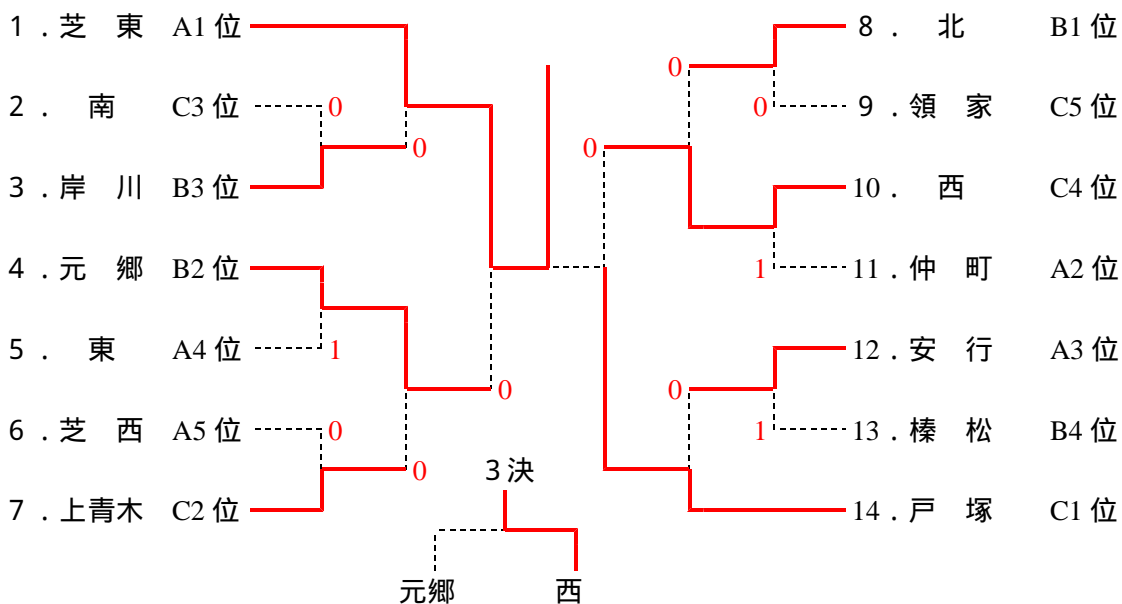 1．芝　東　A1 位
0
2．　南　C3 位
0
3．岸　川　B3 位
4．元　郷　B2 位
5．　東　A4 位
1
0
6．芝　西　A5 位
0
0
7．上青木　C2 位
3 決
元郷　西
8．　北　B1 位
0
0
9．領　家　C5 位
0
10．　西　C4 位
1
11．仲　町　A2 位
12．安　行　A3 位
0
1
13．榛　松　B4 位
14．戸　塚　C1 位